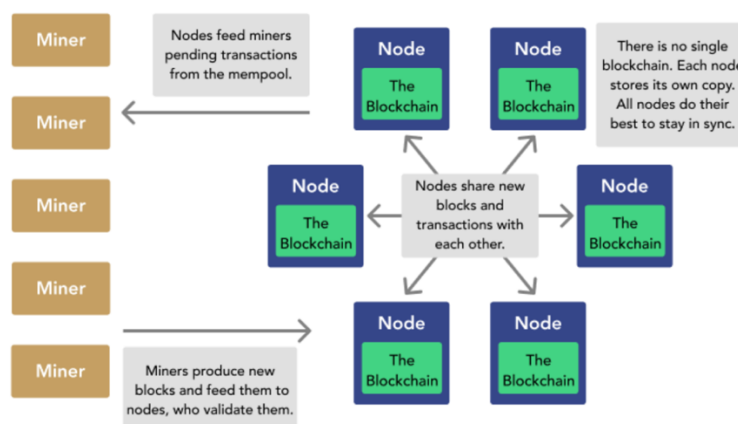 Miner
Miner
Miner
Miner
Miner
Nodes feed miners
pending transactions
from the mempool.
Node
The
Blockchain
Node
The
Blockchain
There is no single
blockchain. Each node
stores its own copy.
All nodes do their
best to stay in sync.
Node
The
Blockchain
Nodes share new
blocks and
transactions with
each other.
Node
The
Blockchain
Node
The
Blockchain
Node
The
Blockchain
Miners produce new
blocks and feed them to
nodes, who validate them.